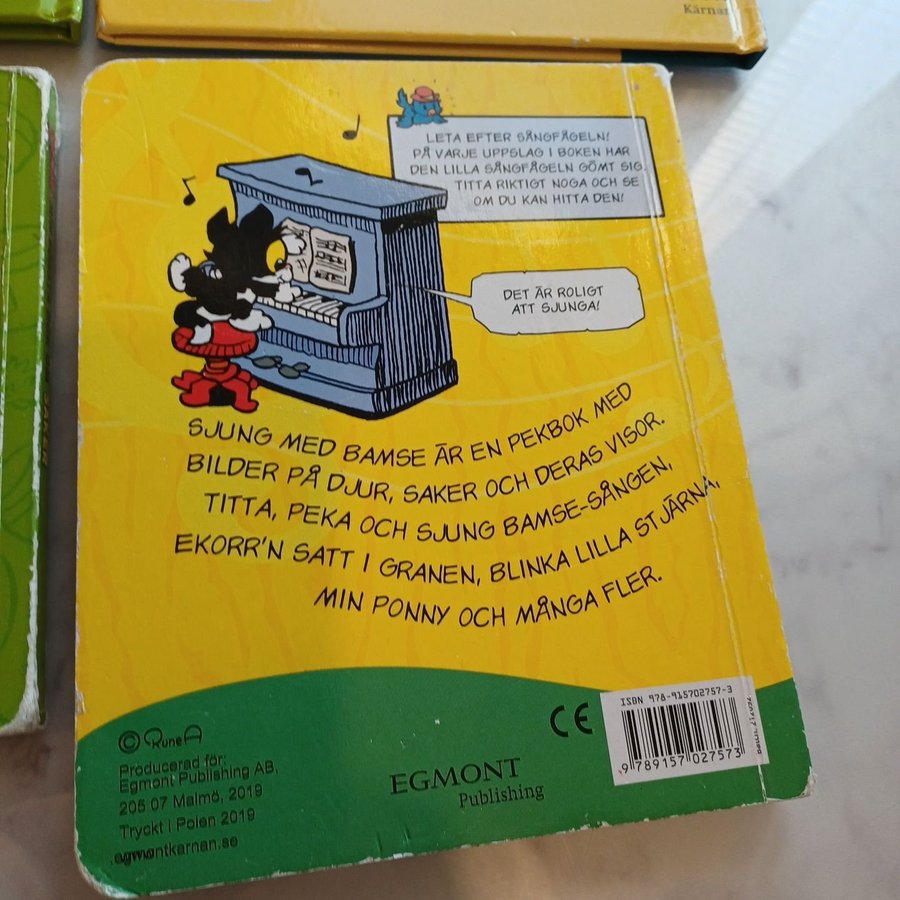 Kärnan
LETA EFTER SÅNGFÅGELN!
PÅ VARJE UPPSLAG I BOKEN HAR
DEN LILLA SÅNGFÅGELN GÖMT SIG.
TITTA RIKTIGT NOGA OCH SE
OM DU KAN HITTA DEN!
DET ÄR ROLIGT
ATT SJUNGA!
SJUNG MED BAMSE ÄR EN PEKBOK MED
BILDER PÅ DJUR, SAKER OCH DERAS VISOR.
TITTA, PEKA OCH SJUNG BAMSE-SÅNGEN,
EKORR'N SATT I GRANEN, BLINKA LILLA STJÄRNA,
MIN PONNY OCH MÅNGA FLER.
© Rune A
Producerad för:
Egmont Publishing AB,
205 07 Malmö, 2019
Tryckt i Polen 2019
egmontkarnan.se
EGMONT
Publishing
CE
ISBN 978-915702757-3
9 789157 027573